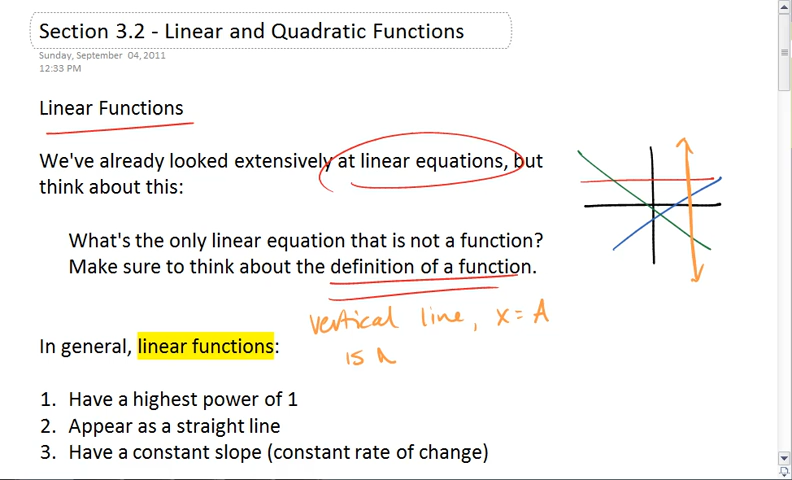 Section 3.2 - Linear and Quadratic Functions
Sunday, September 04, 2011
12:33 PM
Linear Functions
We've already looked extensively at linear equations, but
think about this:
What's the only linear equation that is not a function?
Make sure to think about the definition of a function.
vertical line, x = A
is n
In general, linear functions:
1. Have a highest power of 1
2. Appear as a straight line
3. Have a constant slope (constant rate of change)